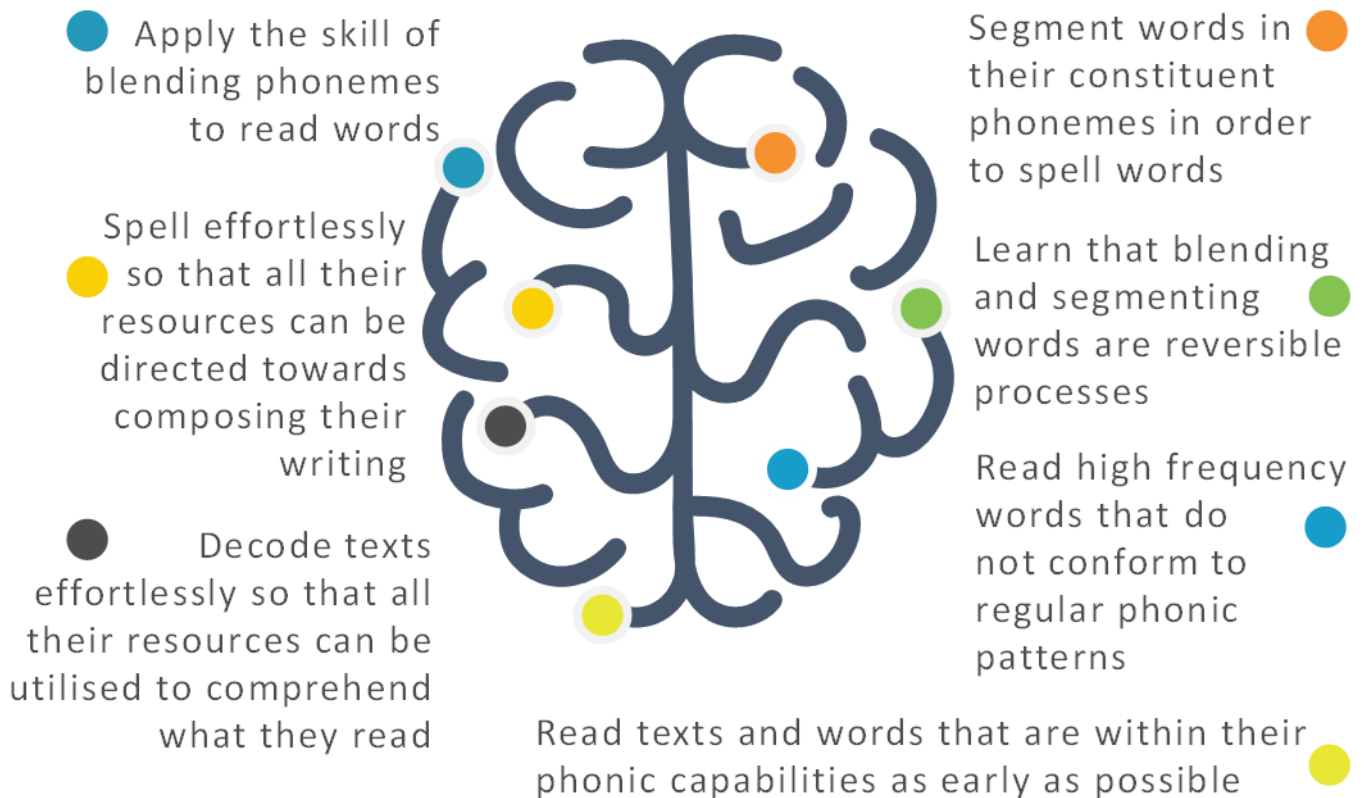 Apply the skill of
blending phonemes
to read words
Spell effortlessly
so that all their
resources can be
directed towards
composing their
writing
Decode texts
effortlessly so that all
their resources can be
utilised to comprehend
what they read
Segment words in
their constituent
phonemes in order
to spell words
Learn that blending
and segmenting
words are reversible
processes
Read high frequency
words that do
not conform to
regular phonic
patterns
Read texts and words that are within their
phonic capabilities as early as possible